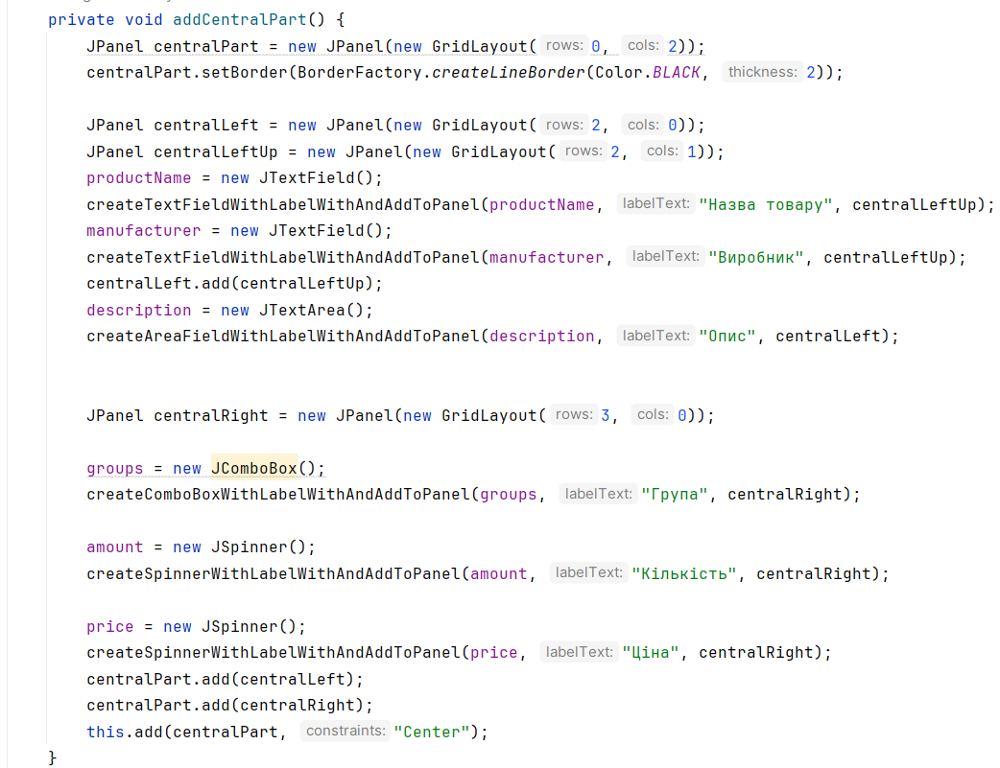 private void addCentralPart() {
JPanel centralPart = new JPanel(new GridLayout( rows: 0, cols: 2));
centralPart.setBorder(BorderFactory.createLineBorder(Color.BLACK, thickness: 2));
JPanel centralLeft = new JPanel(new GridLayout( rows: 2, cols: 0));
JPanel centralLeftUp = new JPanel(new GridLayout( rows: 2, cols: 1));
productName = new JTextField();
createTextFieldWithLabelWithAndAddToPanel(productName, labelText: "Назва товару", centralLeftUp);
manufacturer = new JTextField();
createTextFieldWithLabelWithAndAddToPanel(manufacturer, labelText: "Виробник", centralLeftUp);
centralLeft.add(centralLeftUp);
description = new JTextArea();
createAreaFieldWithLabelWithAndAddToPanel(description, labelText: "Опис", centralLeft);
JPanel centralRight = new JPanel(new GridLayout( rows: 3, cols: 0));
groups = new JComboBox();
createComboBoxWithLabelWithAndAddToPanel(groups, labelText: "Група", centralRight);
amount = new JSpinner();
createSpinnerWithLabelWithAndAddToPanel(amount, labelText: "Кількість", centralRight);
price = new JSpinner();
createSpinnerWithLabelWithAndAddToPanel(price, labelText: "Ціна", centralRight);
centralPart.add(centralLeft);
centralPart.add(centralRight);
this.add(centralPart, constraints: "Center");
}